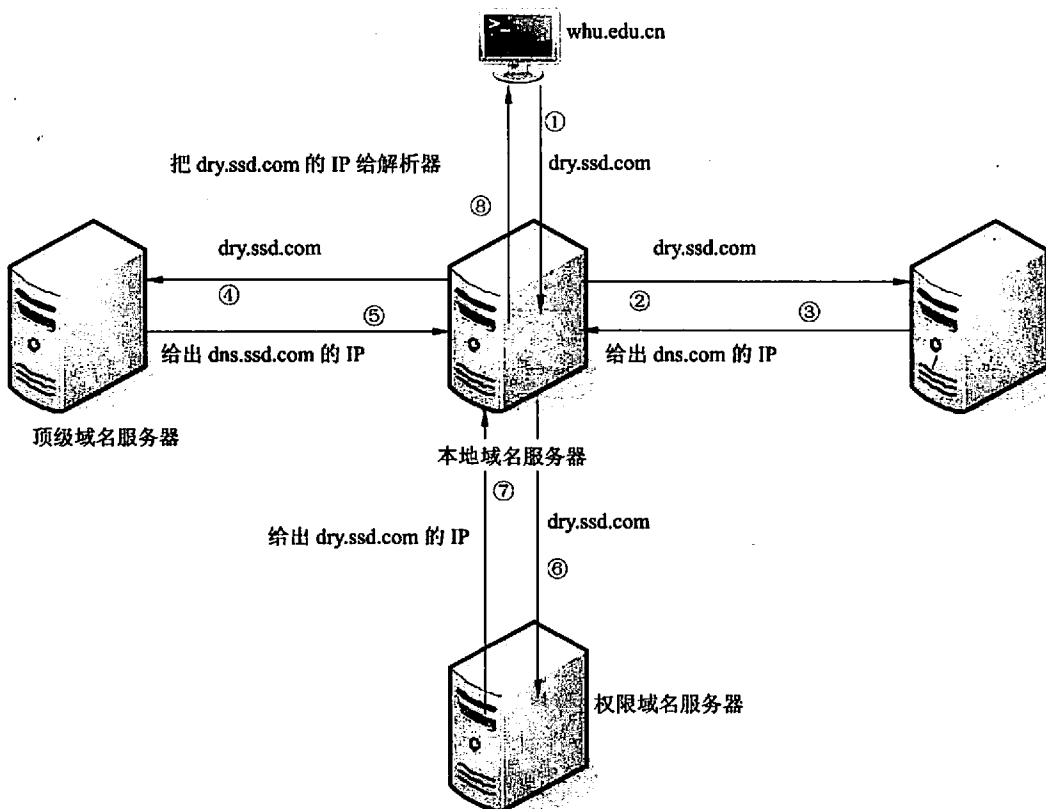 whu.edu.cn
①
把 dry.ssd.com 的 IP 给解析器
dry.ssd.com
⑧
dry.ssd.com
dry.ssd.com
④
②
⑤
③
给出 dns.ssd.com 的 IP
给出 dns.com 的 IP
顶级域名服务器
本地域名服务器
⑦
给出 dry.ssd.com 的 IP
dry.ssd.com
⑥
权限域名服务器